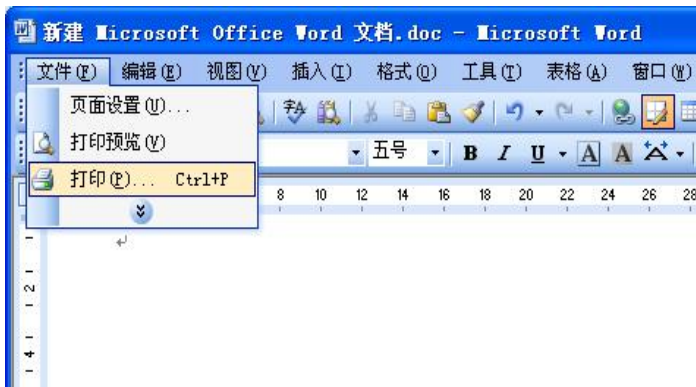 新建 Microsoft Office Word 文档.doc - Microsoft Word
文件(F) 编辑(E) 视图(V) 插入(I) 格式(O) 工具(T) 表格(A) 窗口(W)
页面设置(U)...
打印预览(V)
五号 B I U A A
打印(P)... Ctrl+P
8 10 12 14 16 18 20 22 24 26 28
2
4